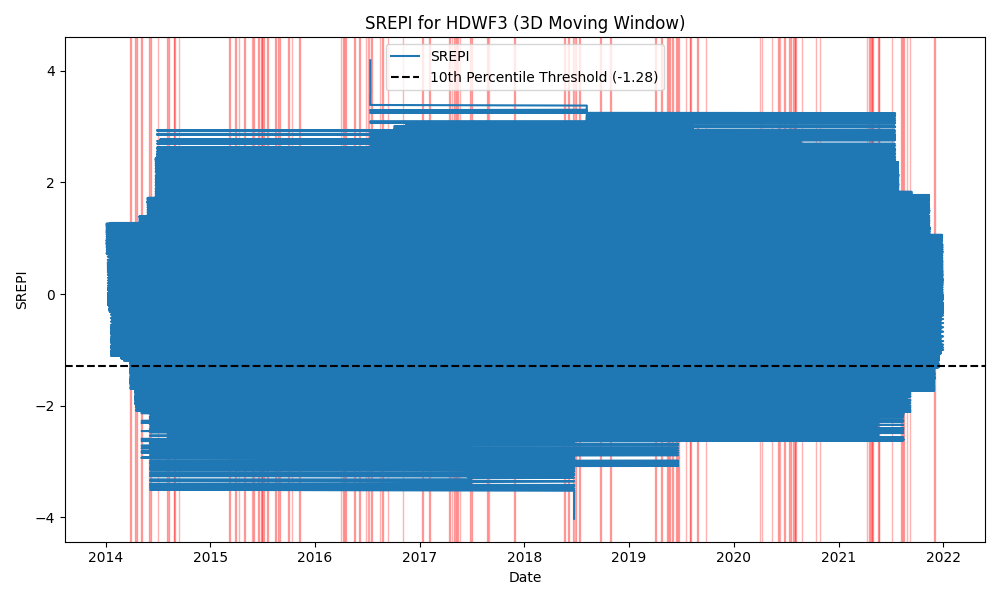 SREPI for HDWF3 (3D Moving Window)
SREPI
10th Percentile Threshold (-1.28)
SREPI
4
2
0
−2
−4
2014 2015 2016 2017 2018 2019 2020 2021 2022
Date